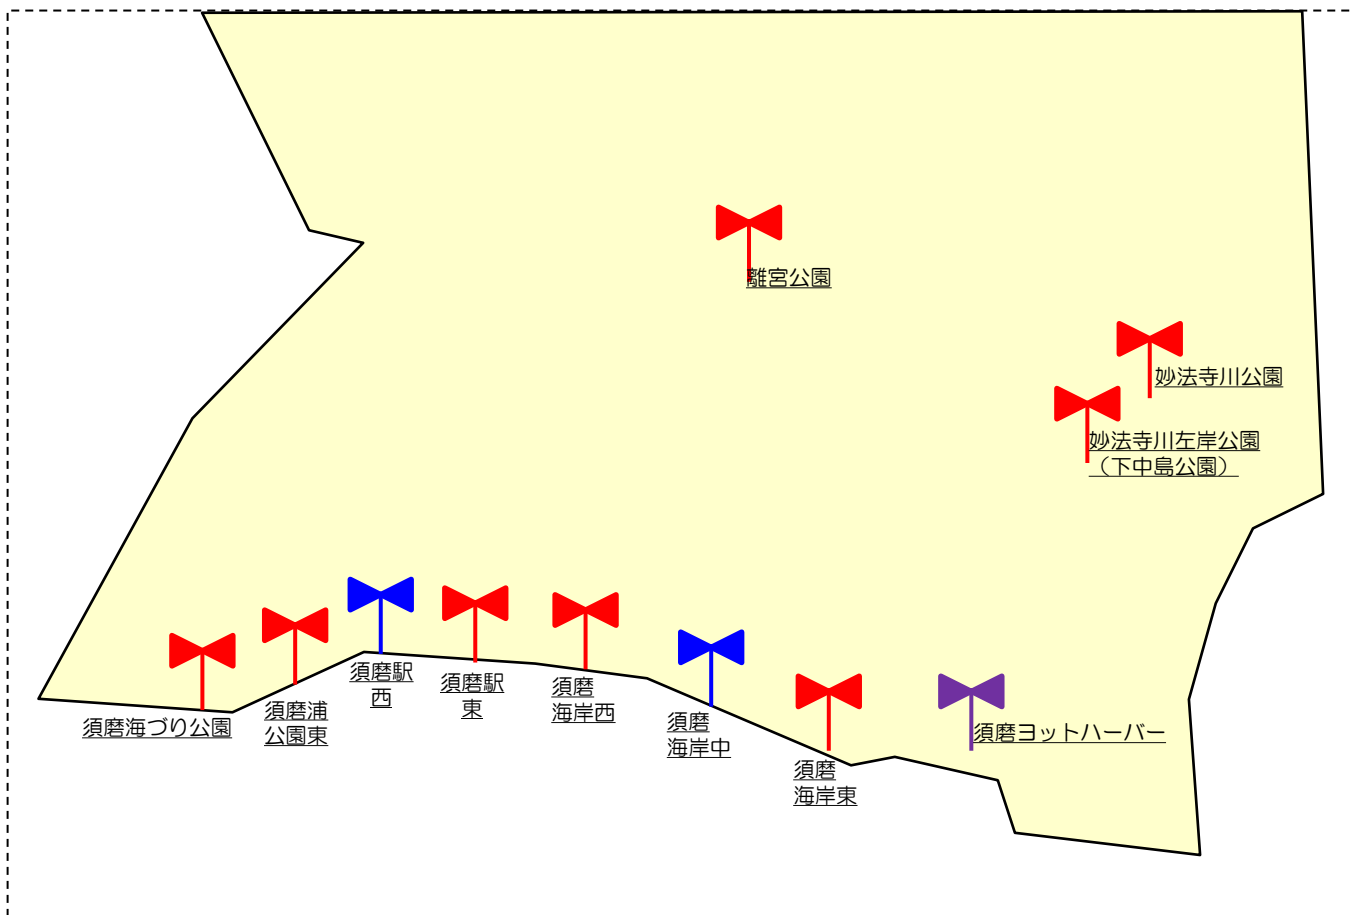 離宮公園
妙法寺川公園
妙法寺川左岸公園
（下中島公園）
須磨海づり公園
須磨浦
公園東
須磨駅
西
須磨駅
東
須磨
海岸西
須磨
海岸中
須磨
海岸東
須磨ヨットハーバー